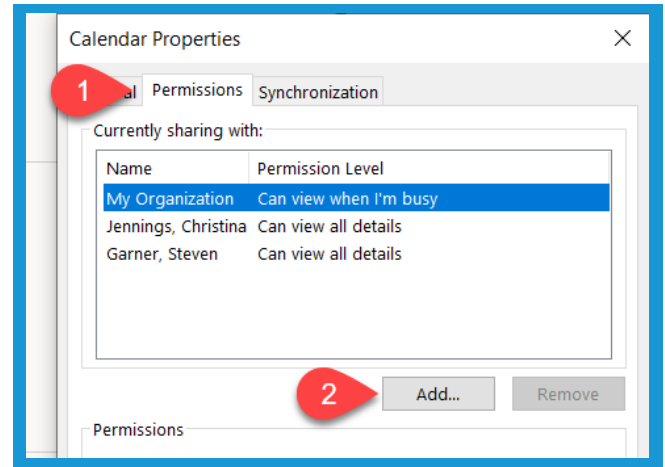 Calendar Properties
1 al Permissions Synchronization
Currently sharing with:
Name Permission Level
My Organization Can view when I'm busy
Jennings, Christina Can view all details
Garner, Steven Can view all details
2 Add... Remove
Permissions